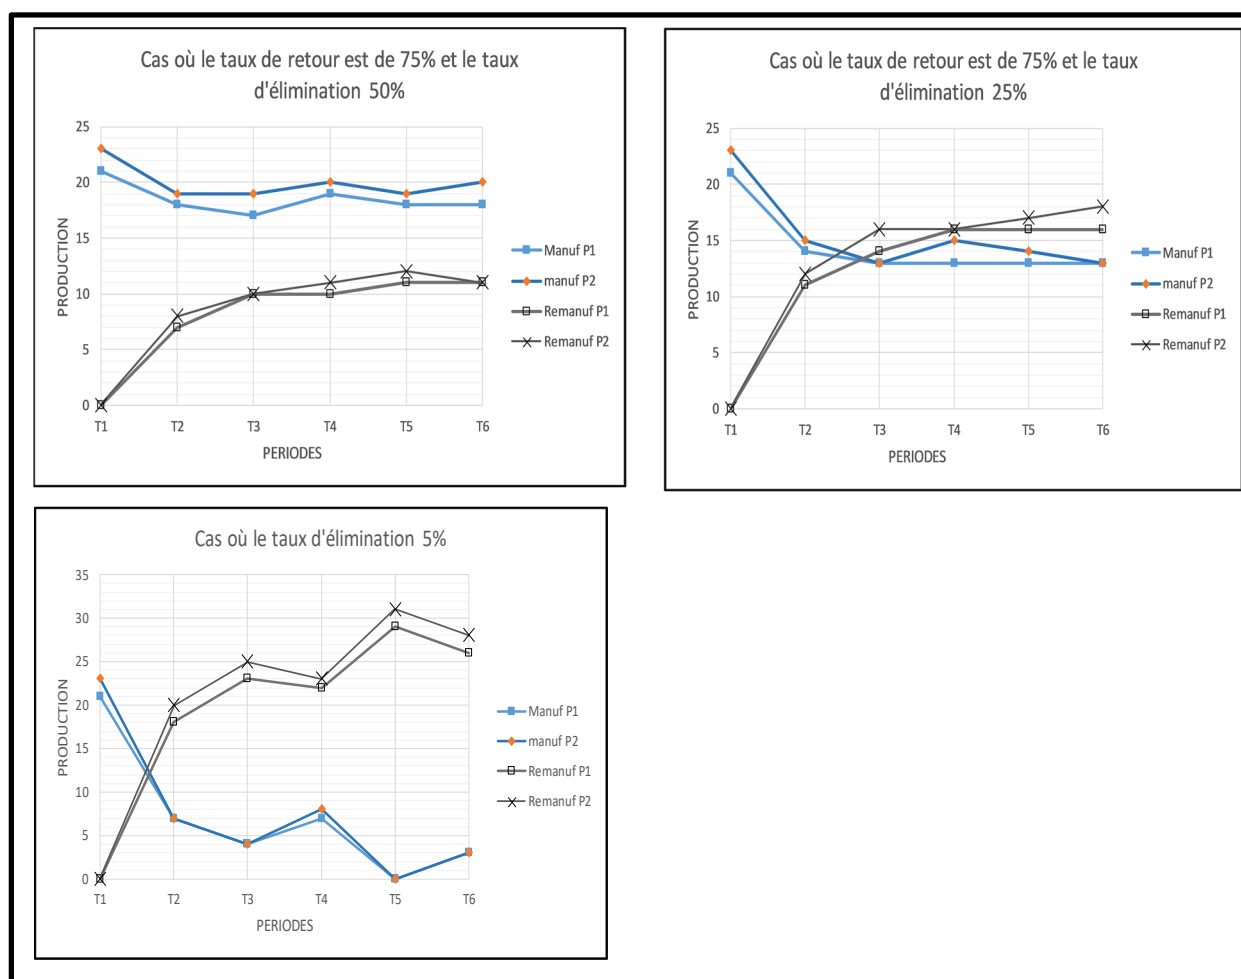 Cas où le taux de retour est de 75% et le taux
d'élimination 50%
25
20
15
10
5
0
PRODUCTION
T1 T2 T3 T4 T5 T6
PERIODES
Manuf P1
manuf P2
Remanuf P1
Remanuf P2
Cas où le taux de retour est de 75% et le taux
d'élimination 25%
25
20
15
10
5
0
PRODUCTION
T1 T2 T3 T4 T5 T6
PERIODES
Manuf P1
manuf P2
Remanuf P1
Remanuf P2
Cas où le taux d'élimination 5%
35
30
25
20
15
10
5
0
PRODUCTION
T1 T2 T3 T4 T5 T6
PERIODES
Manuf P1
manuf P2
Remanuf P1
Remanuf P2